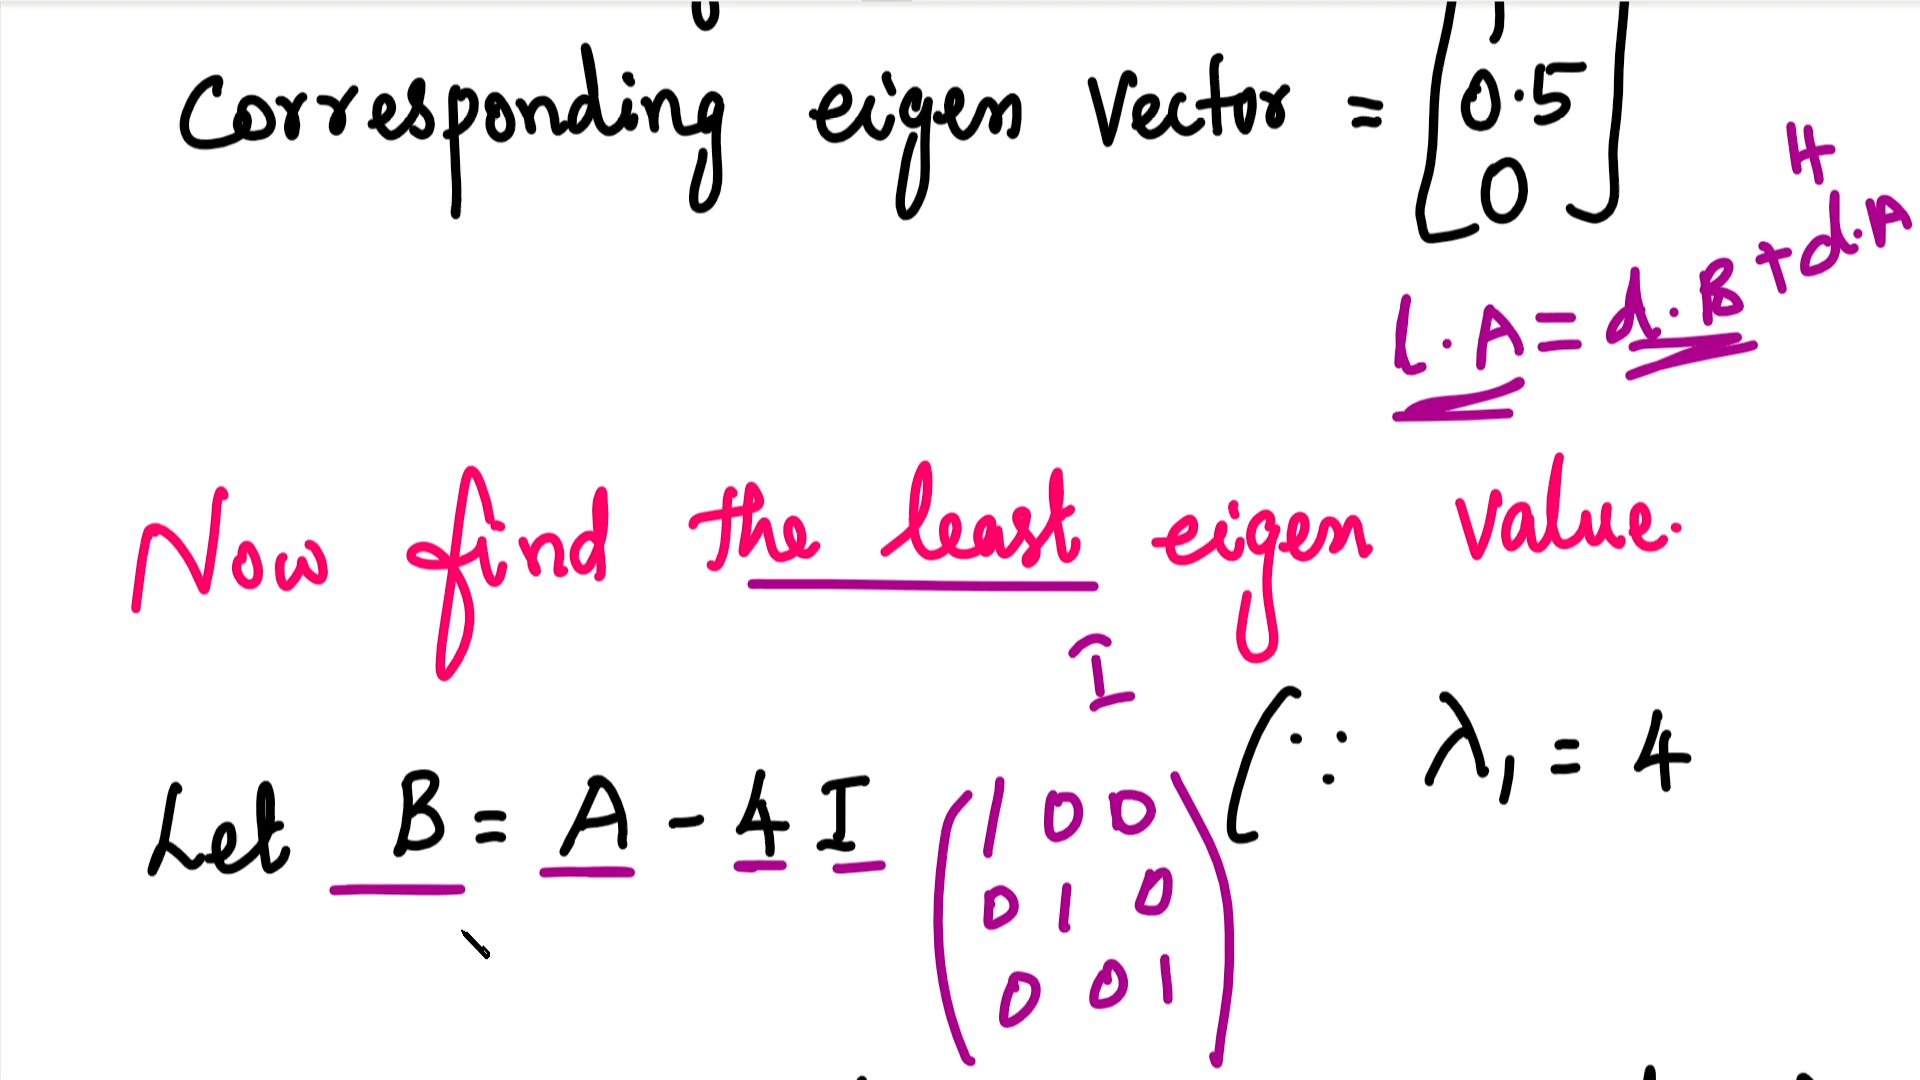 Corresponding eigen Vector = [1
0.5
0]
4
L.A = d.B + d.A
Now find the least eigen value.
I
Let B = A - 4 I
(1 0 0
0 1 0
0 0 1)
(∵ λ₁ = 4